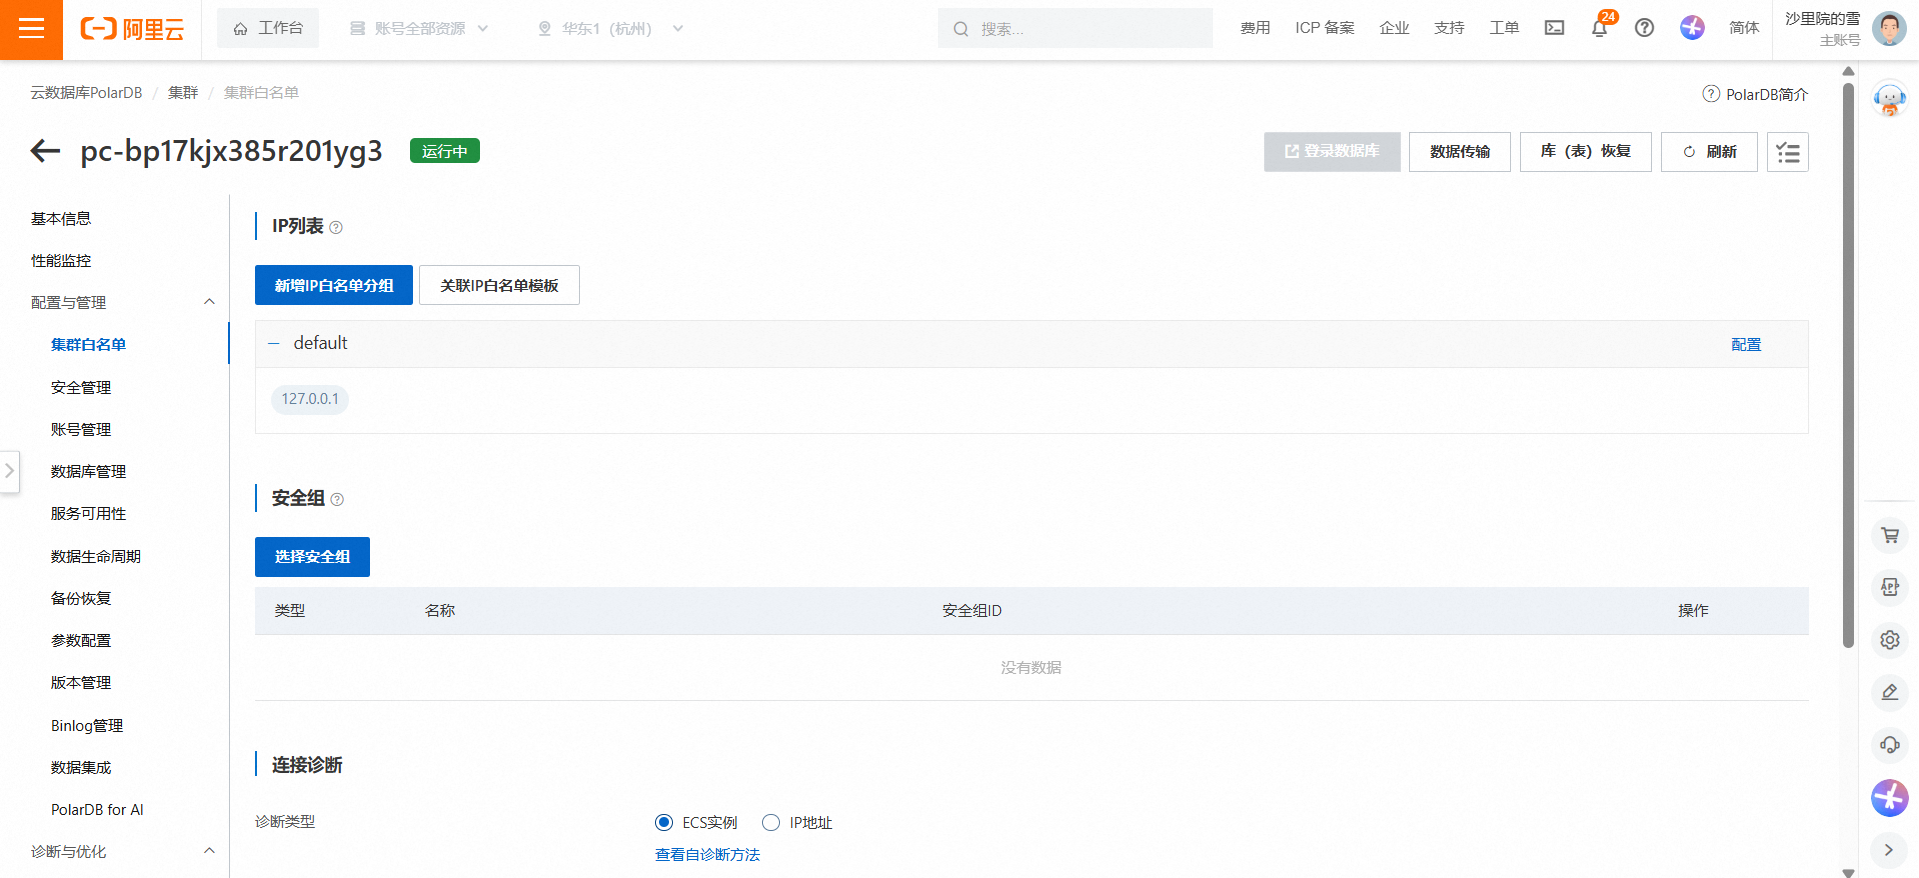 阿里云
工作台
账号全部资源
华东1（杭州）
搜索...
费用
ICP 备案
企业
支持
工单
24
简体
沙里院的雪
主账号
云数据库PolarDB / 集群 / 集群白名单
PolarDB简介
pc-bp17kjx385r201yg3
运行中
登录数据库
数据传输
库（表）恢复
刷新
基本信息
性能监控
配置与管理
集群白名单
安全管理
账号管理
数据库管理
服务可用性
数据生命周期
备份恢复
参数配置
版本管理
Binlog管理
数据集成
PolarDB for AI
诊断与优化
IP列表
新增IP白名单分组
关联IP白名单模板
default
配置
127.0.0.1
安全组
选择安全组
类型
名称
安全组ID
操作
没有数据
连接诊断
诊断类型
ECS实例
IP地址
查看自诊断方法
API